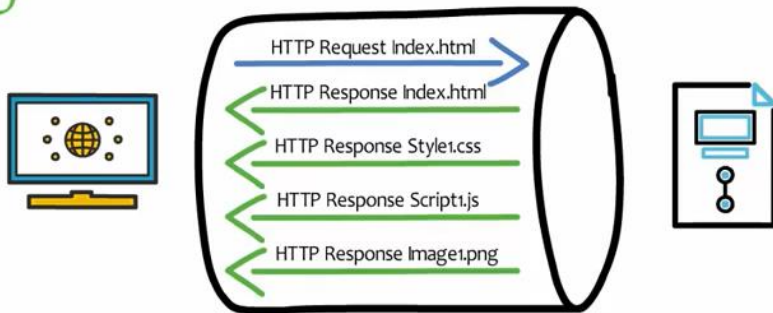 HTTP Request Index.html
HTTP Response Index.html
HTTP Response Style1.css
HTTP Response Script1.js
HTTP Response Image1.png